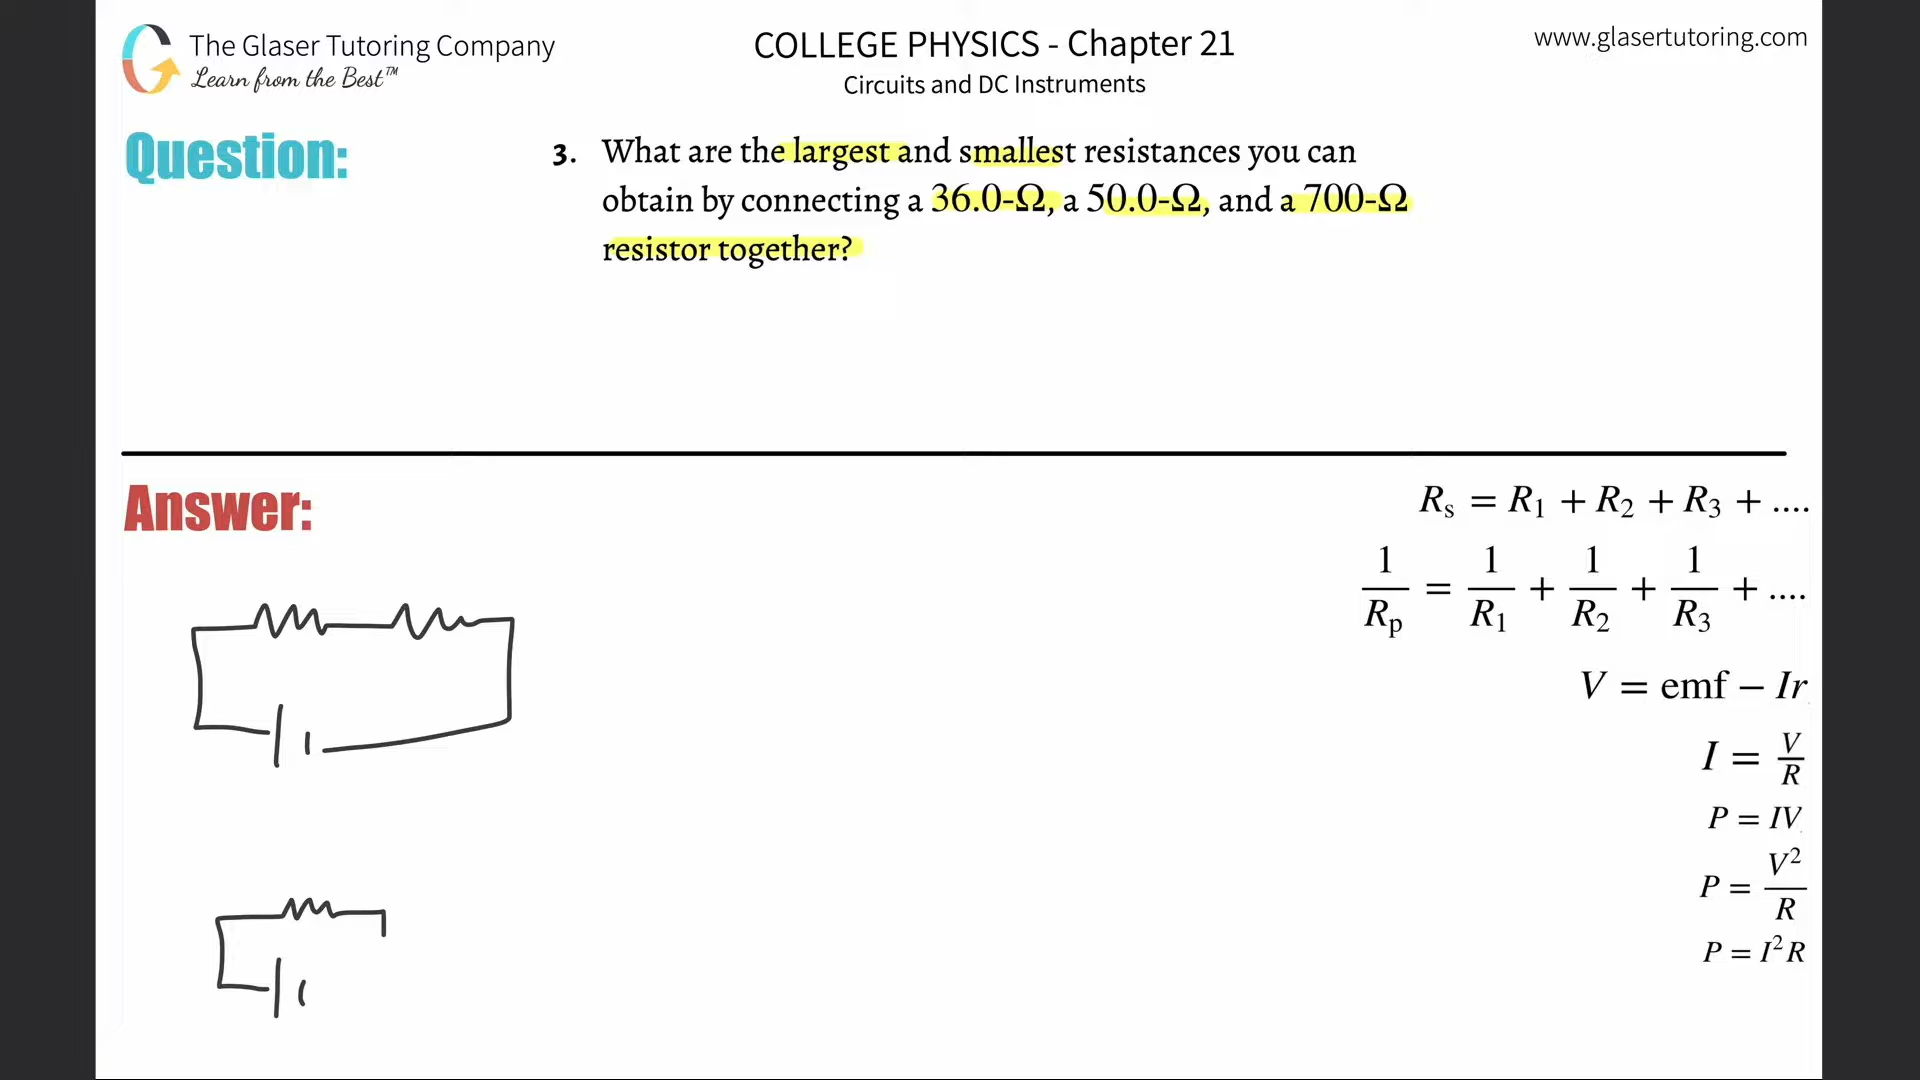 The Glaser Tutoring Company
Learn from the Best™
COLLEGE PHYSICS - Chapter 21
Circuits and DC Instruments
www.glasertutoring.com
Question:
3. What are the largest and smallest resistances you can
obtain by connecting a 36.0-Ω, a 50.0-Ω, and a 700-Ω
resistor together?
Answer:
Rs = R1 + R2 + R3 + ....
1/Rp = 1/R1 + 1/R2 + 1/R3 + ....
V = emf − Ir
I = V/R
P = IV
P = V²/R
P = I²R